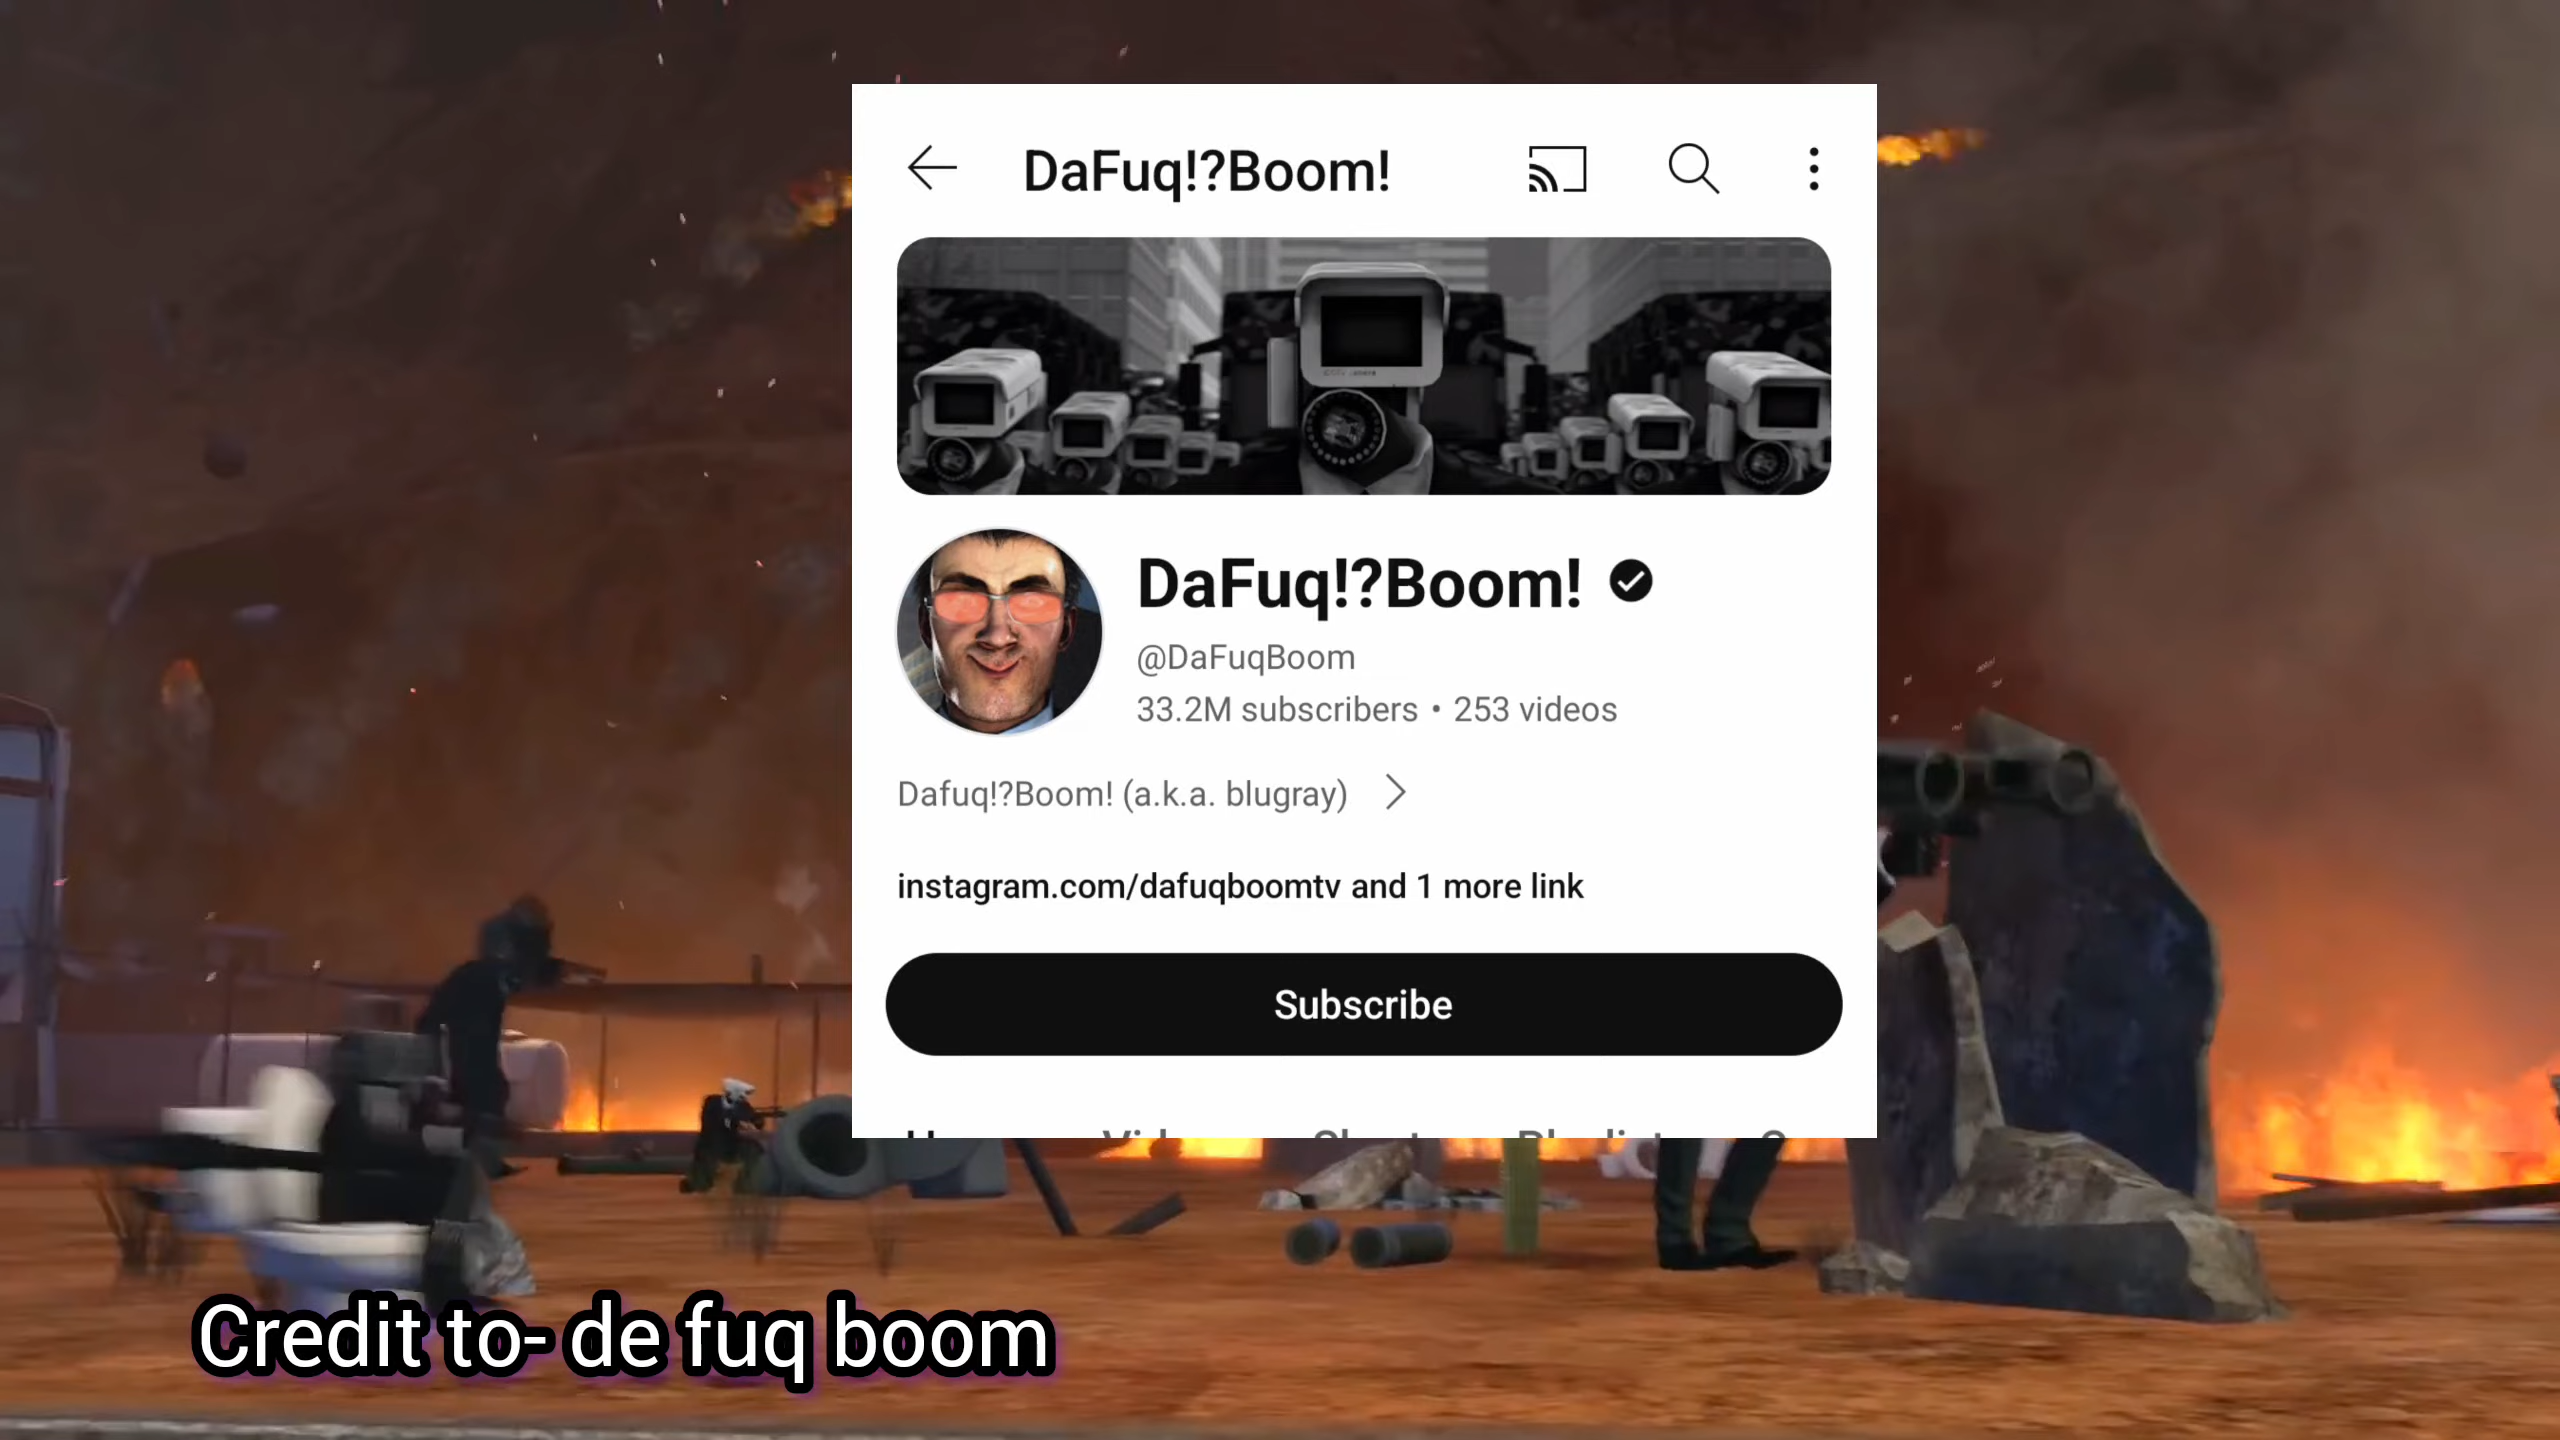 DaFuq!?Boom!
DaFuq!?Boom!
@DaFuqBoom
33.2M subscribers • 253 videos
Dafuq!?Boom! (a.k.a. blugray)
instagram.com/dafuqboomtv and 1 more link
Subscribe
Credit to- de fuq boom